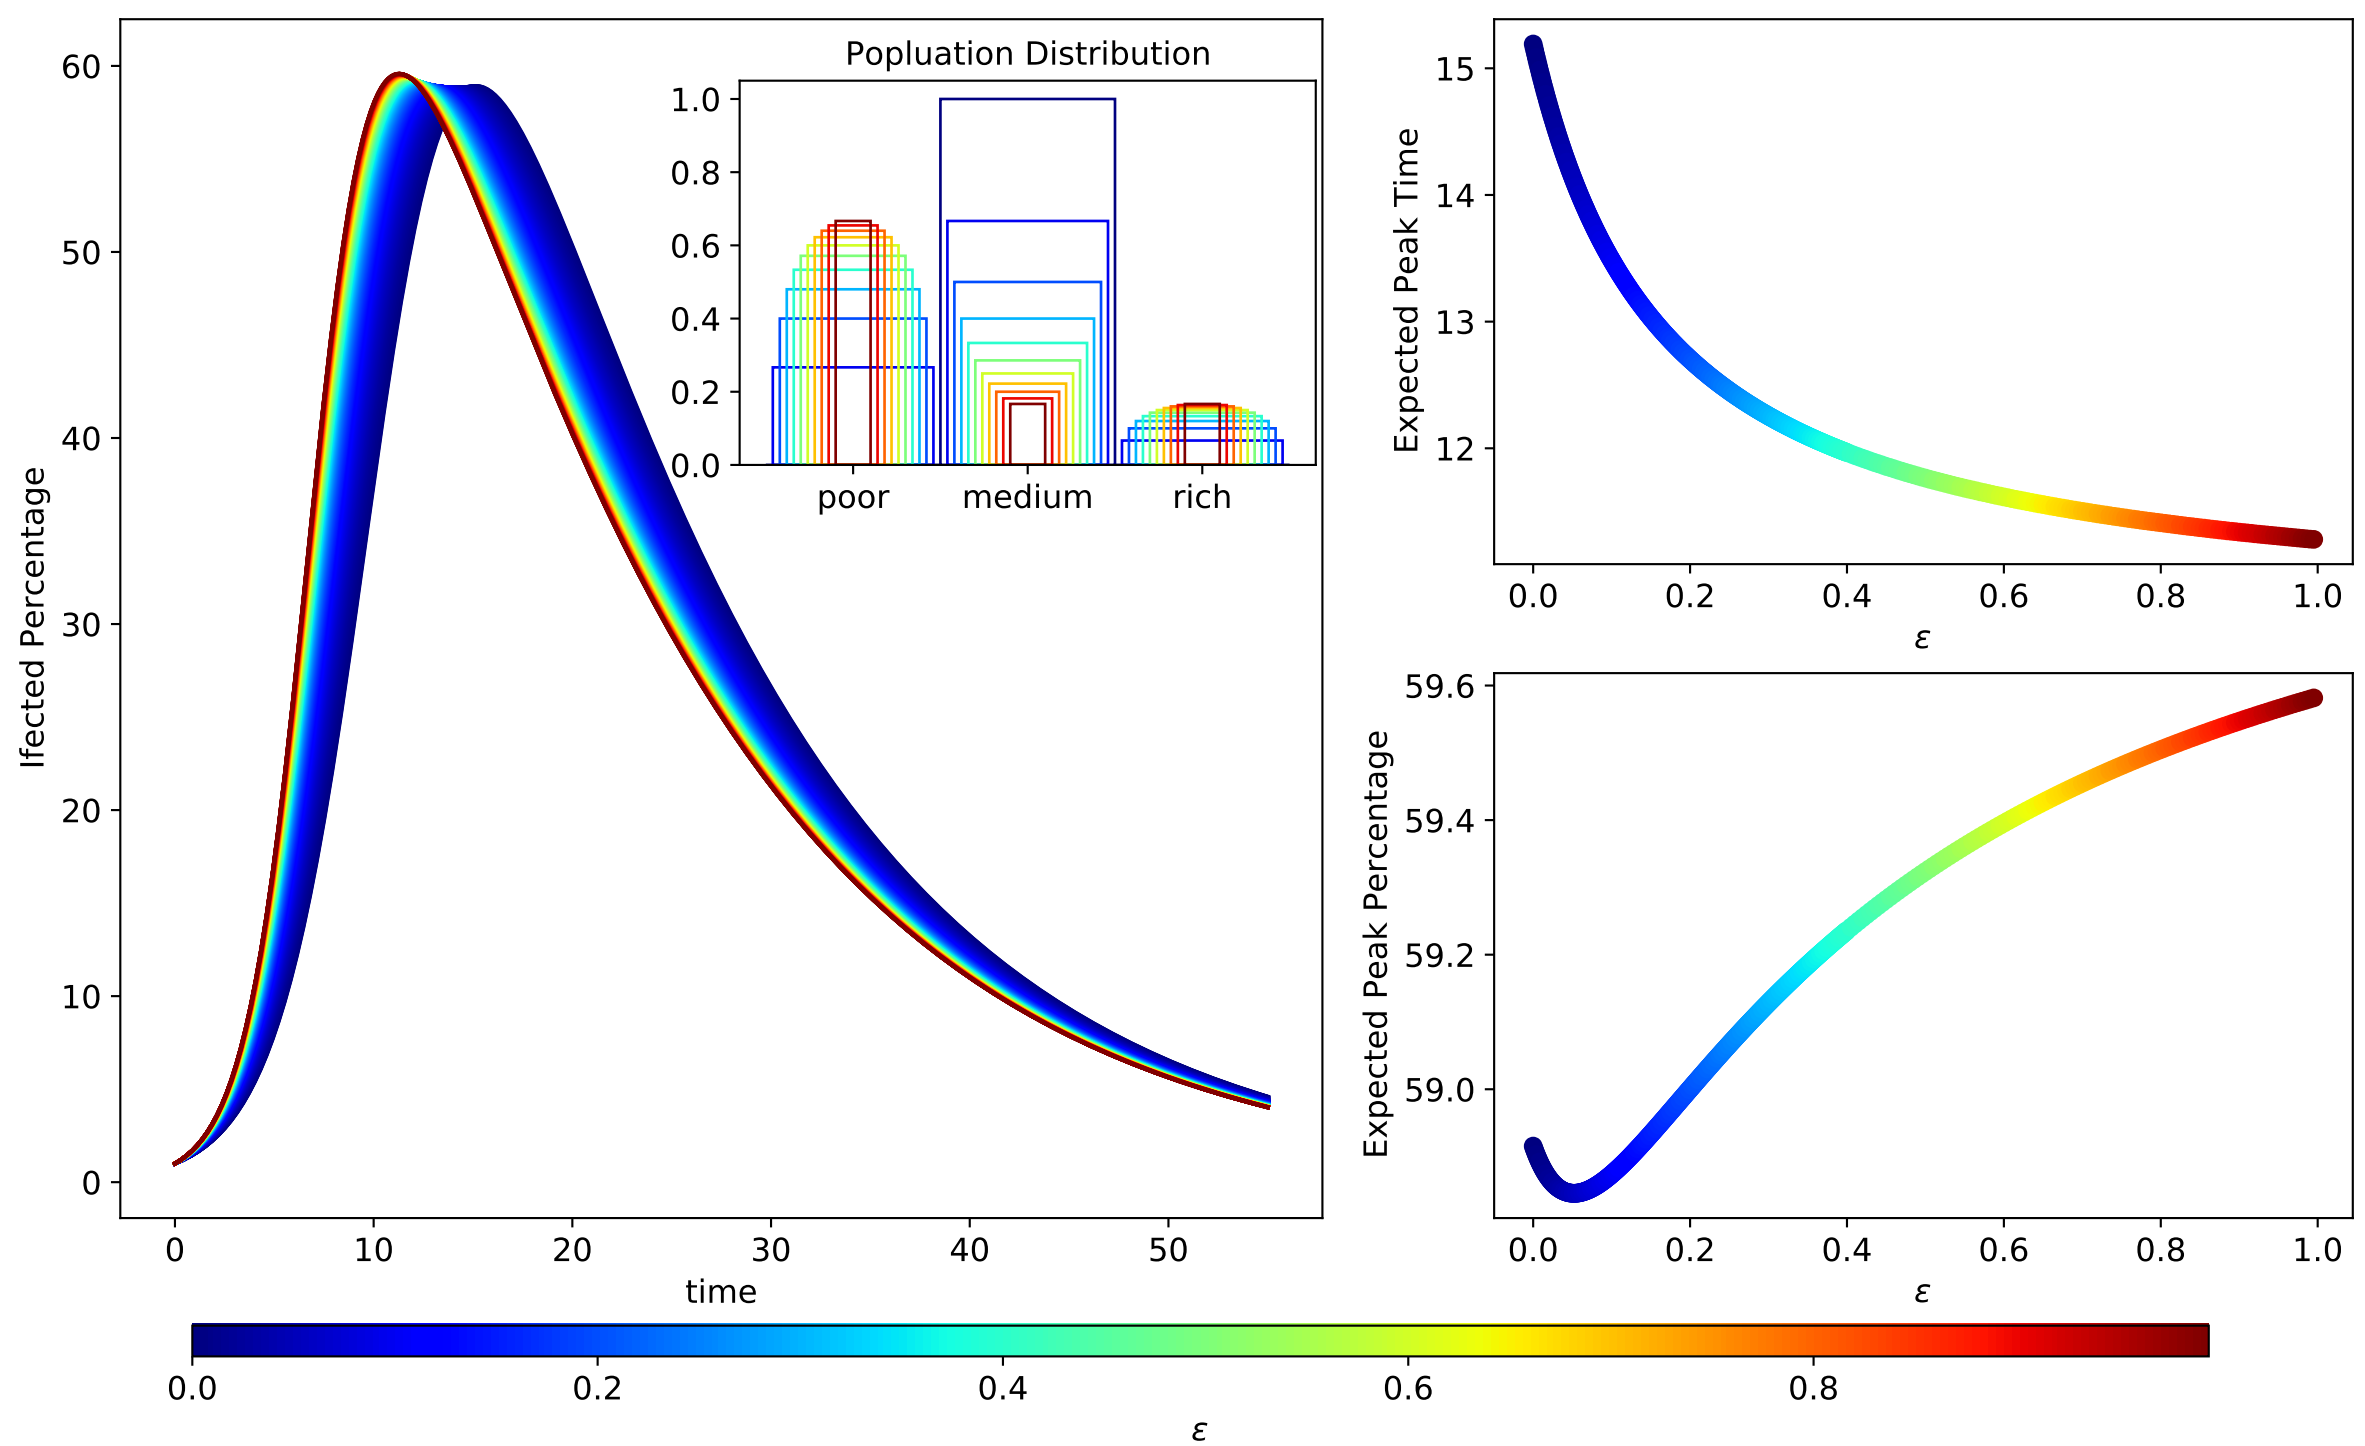 Popluation Distribution
1.0
0.8
0.6
0.4
0.2
0.0
poor medium rich
60
50
40
30
20
10
0
Ifected Percentage
0 10 20 30 40 50
time
15
14
13
12
Expected Peak Time
0.0 0.2 0.4 0.6 0.8 1.0
ε
59.6
59.4
59.2
59.0
Expected Peak Percentage
0.0 0.2 0.4 0.6 0.8 1.0
ε
0.0 0.2 0.4 0.6 0.8
ε